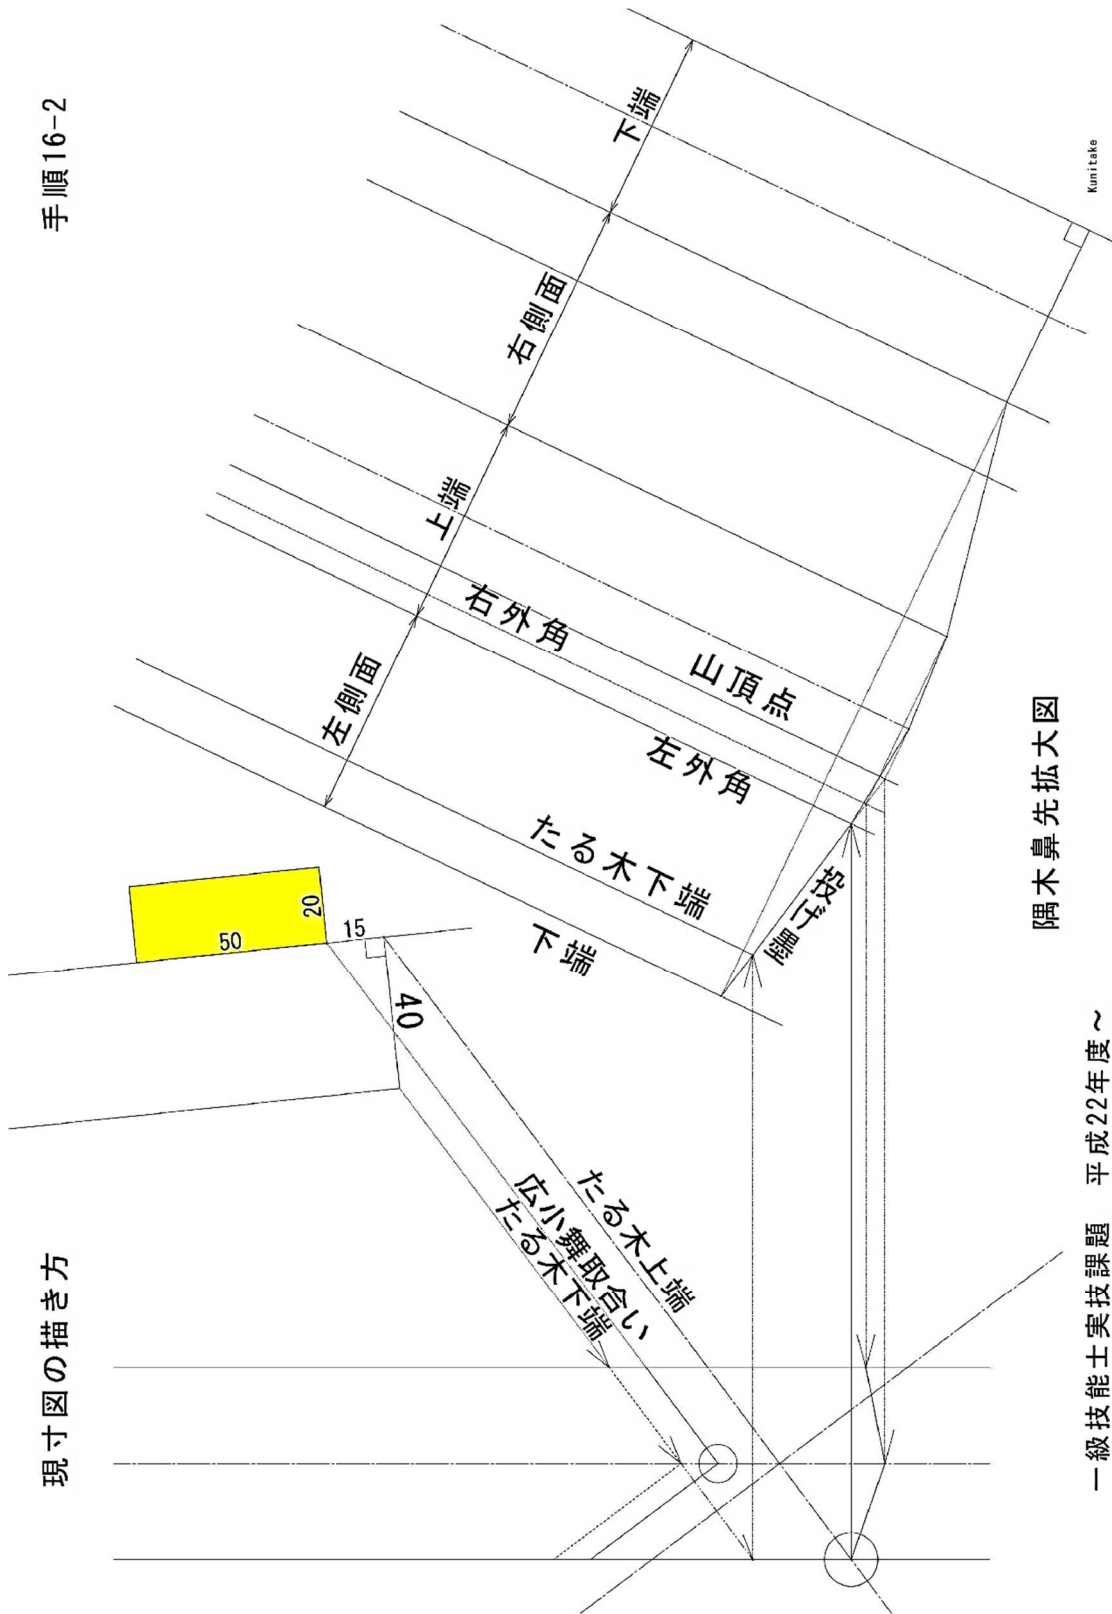 現寸図の描き方
手順16-2
下端
右側面
上端
左側面
右外角
山頂点
左外角
たる木下端
下端
投げ墨
50
20
15
40
広小舞取合い
たる木下端
たる木上端
隅木鼻先拡大図
一級技能士実技課題 平成22年度～
Kunitake